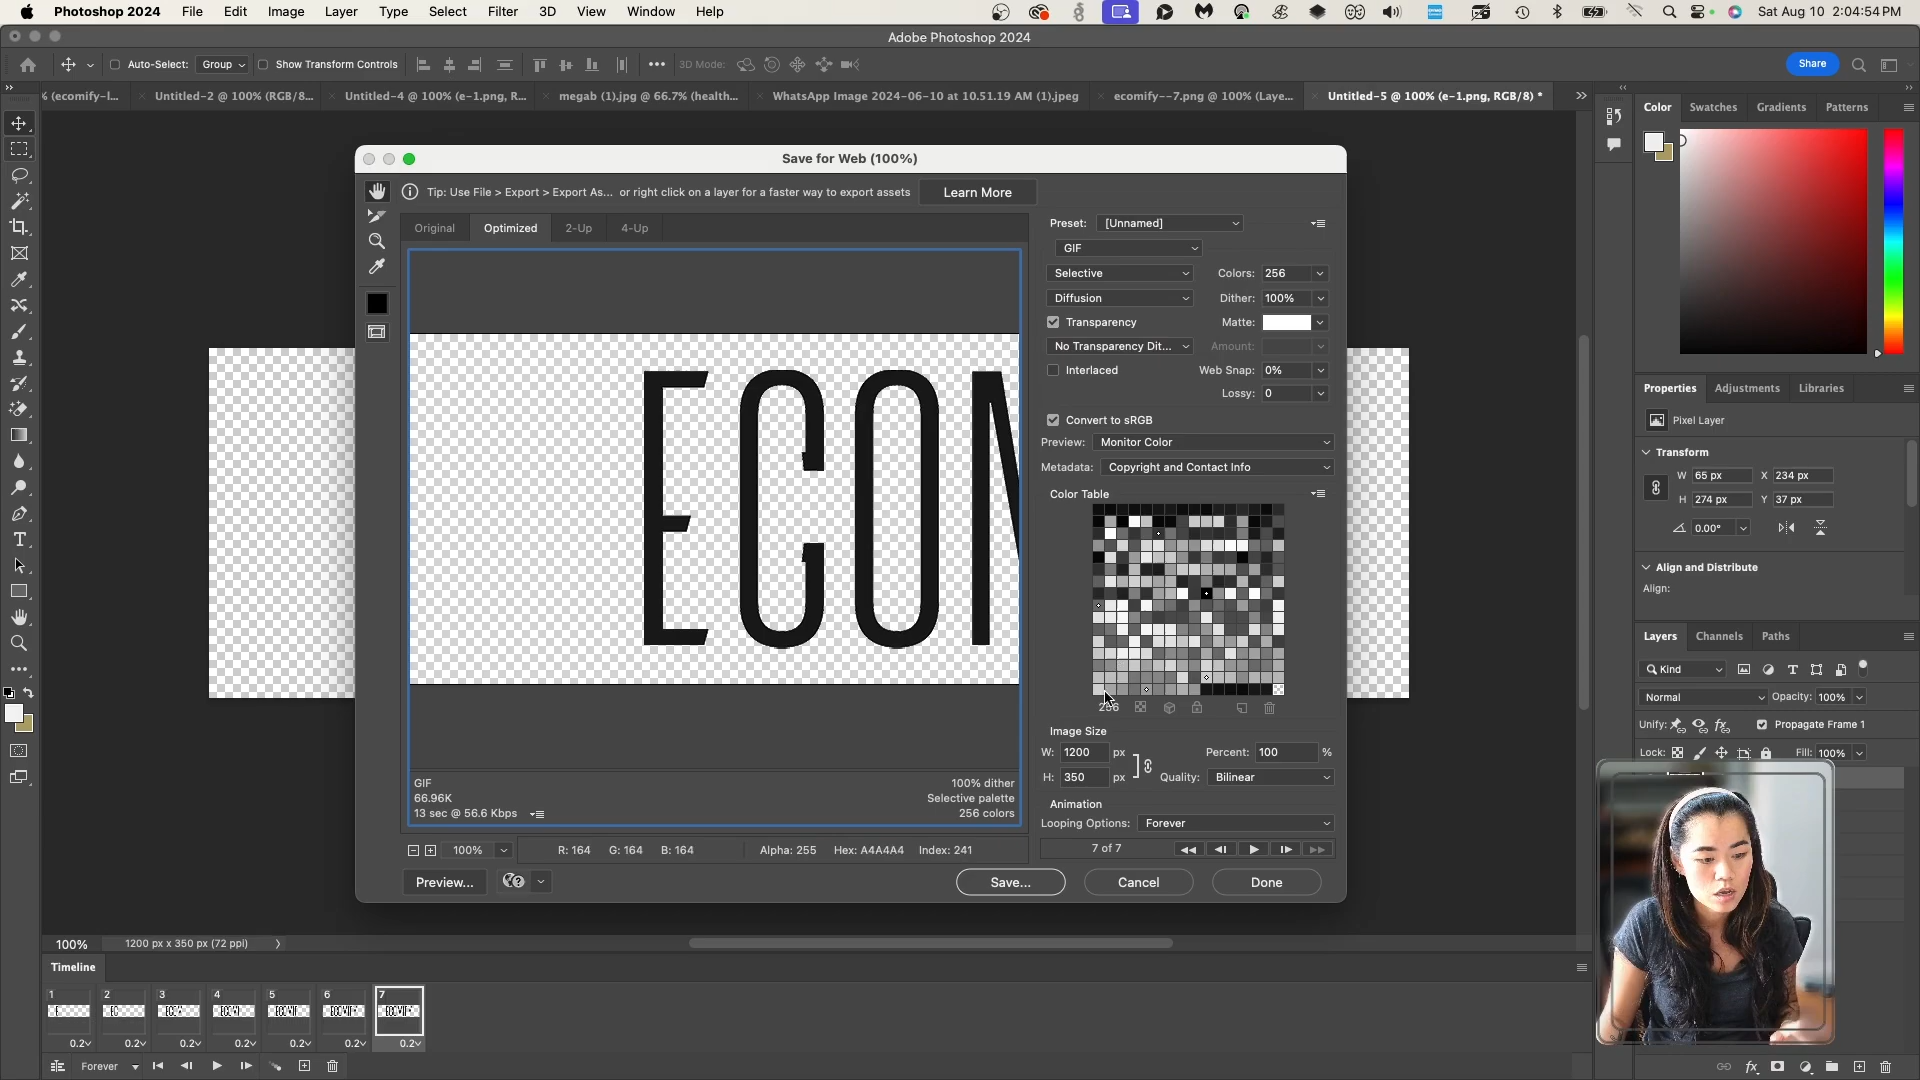 Photoshop 2024 File Edit Image Layer Type Select Filter 3D View Window Help Sat Aug 10 2:04:54 PM
Adobe Photoshop 2024
Auto-Select: Group Show Transform Controls 3D Mode: Share
% (ecomify-l... Untitled-2 @ 100% (RGB/8... Untitled-4 @ 100% (e-1.png, R... megab (1).jpg @ 66.7% (health... WhatsApp Image 2024-06-10 at 10.51.19 AM (1).jpeg ecomify--7.png @ 100% (Laye... Untitled-5 @ 100% (e-1.png, RGB/8) *
Color Swatches Gradients Patterns
Save for Web (100%)
Tip: Use File > Export > Export As... or right click on a layer for a faster way to export assets Learn More
Original Optimized 2-Up 4-Up
Preset: [Unnamed]
GIF
Selective Colors: 256
Diffusion Dither: 100%
Transparency Matte:
No Transparency Dit... Amount:
Interlaced Web Snap: 0%
Lossy: 0
Convert to sRGB
Preview: Monitor Color
Metadata: Copyright and Contact Info
Color Table
256
Image Size
W: 1200 px Percent: 100 %
H: 350 px Quality: Bilinear
Animation
Looping Options: Forever
7 of 7
ECOM
GIF 100% dither
66.96K Selective palette
13 sec @ 56.6 Kbps 256 colors
100% R: 164 G: 164 B: 164 Alpha: 255 Hex: A4A4A4 Index: 241
Preview... Save... Cancel Done
Properties Adjustments Libraries
Pixel Layer
Transform
W 65 px X 234 px
H 274 px Y 37 px
0.00°
Align and Distribute
Align:
Layers Channels Paths
Kind
Normal Opacity: 100%
Unify: Propagate Frame 1
Lock: Fill: 100%
100% 1200 px x 350 px (72 ppi)
Timeline
1 2 3 4 5 6 7
0.2 0.2 0.2 0.2 0.2 0.2 0.2
Forever